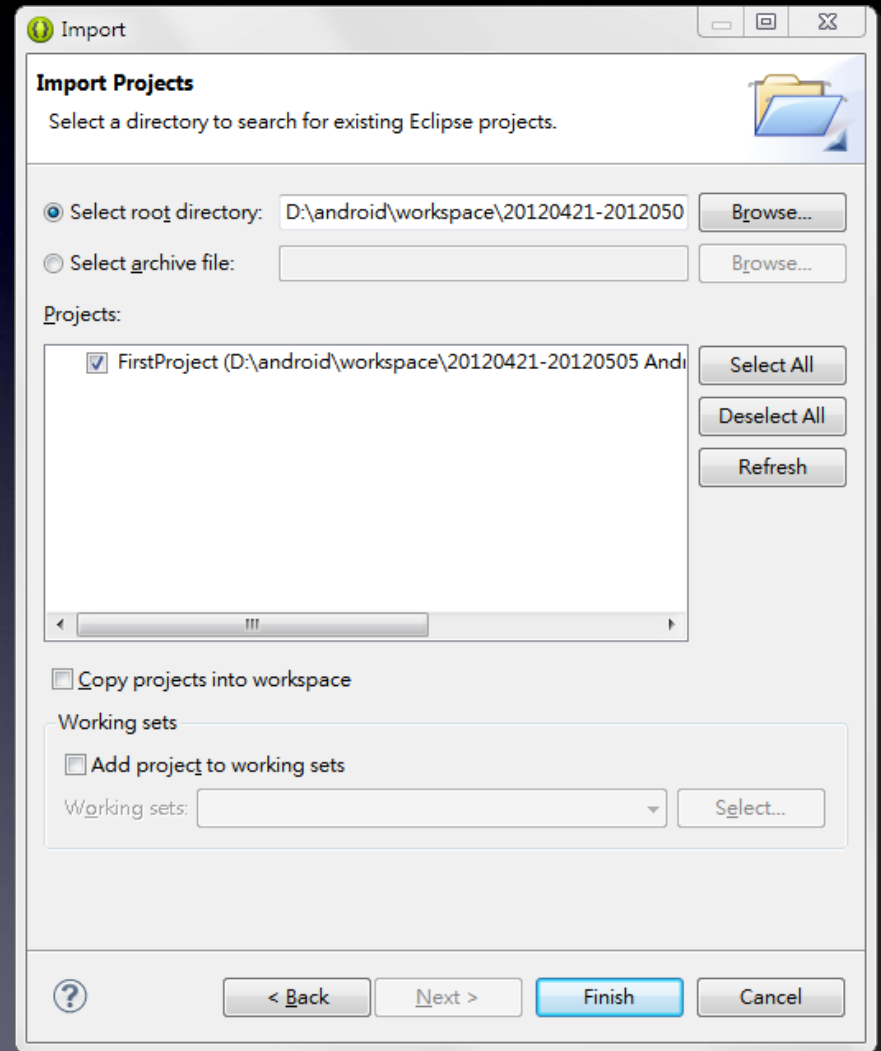 Import
Import Projects
Select a directory to search for existing Eclipse projects.
Select root directory: D:\android\workspace\20120421-2012050 Browse...
Select archive file: Browse...
Projects:
FirstProject (D:\android\workspace\20120421-20120505 Andr
Select All
Deselect All
Refresh
Copy projects into workspace
Working sets
Add project to working sets
Working sets: Select...
< Back Next > Finish Cancel